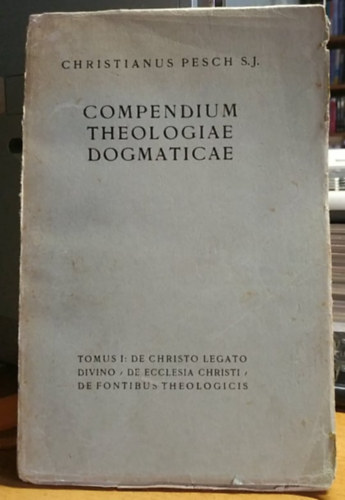 CHRISTIANUS PESCH S.J.
COMPENDIUM
THEOLOGIAE
DOGMATICAE
TOMUS I: DE CHRISTO LEGATO
DIVINO / DE ECCLESIA CHRISTI /
DE FONTIBUS THEOLOGICIS